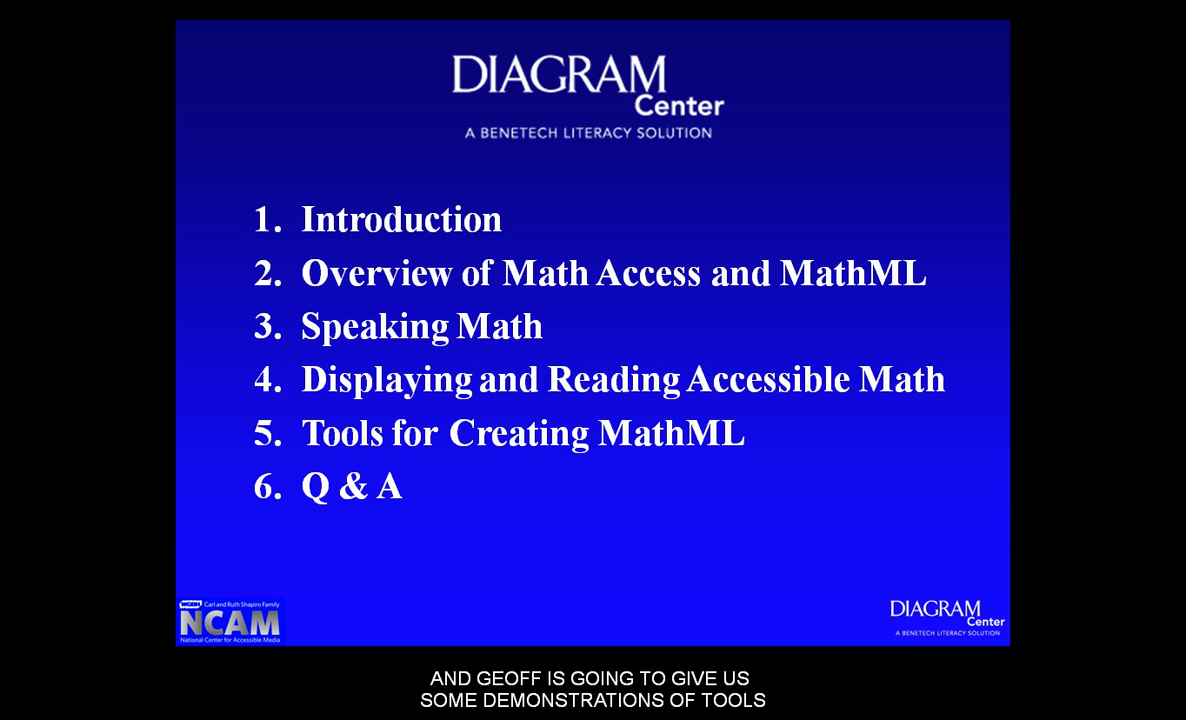 DIAGRAM
Center
A BENETECH LITERACY SOLUTION
1. Introduction
2. Overview of Math Access and MathML
3. Speaking Math
4. Displaying and Reading Accessible Math
5. Tools for Creating MathML
6. Q & A
WGBH Carl and Ruth Shapiro Family
NCAM
National Center for Accessible Media
DIAGRAM
Center
A BENETECH LITERACY SOLUTION
AND GEOFF IS GOING TO GIVE US
SOME DEMONSTRATIONS OF TOOLS